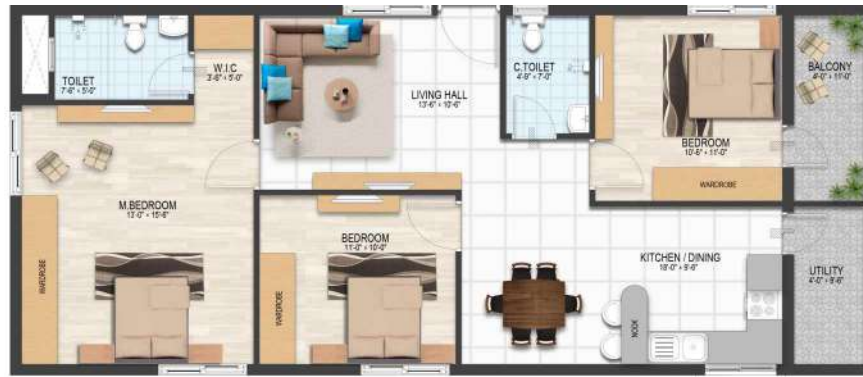 TOILET
7'-6" × 5'-0"
W.I.C
3'-6" × 5'-0"
LIVING HALL
13'-6" × 10'-6"
C.TOILET
4'-9" × 7'-0"
BEDROOM
10'-6" × 11'-0"
WARDROBE
BALCONY
4'-0" × 11'-0"
M.BEDROOM
13'-0" × 15'-6"
WARDROBE
BEDROOM
11'-0" × 10'-0"
WARDROBE
KITCHEN / DINING
18'-0" × 9'-6"
NOOK
UTILITY
4'-0" × 9'-6"